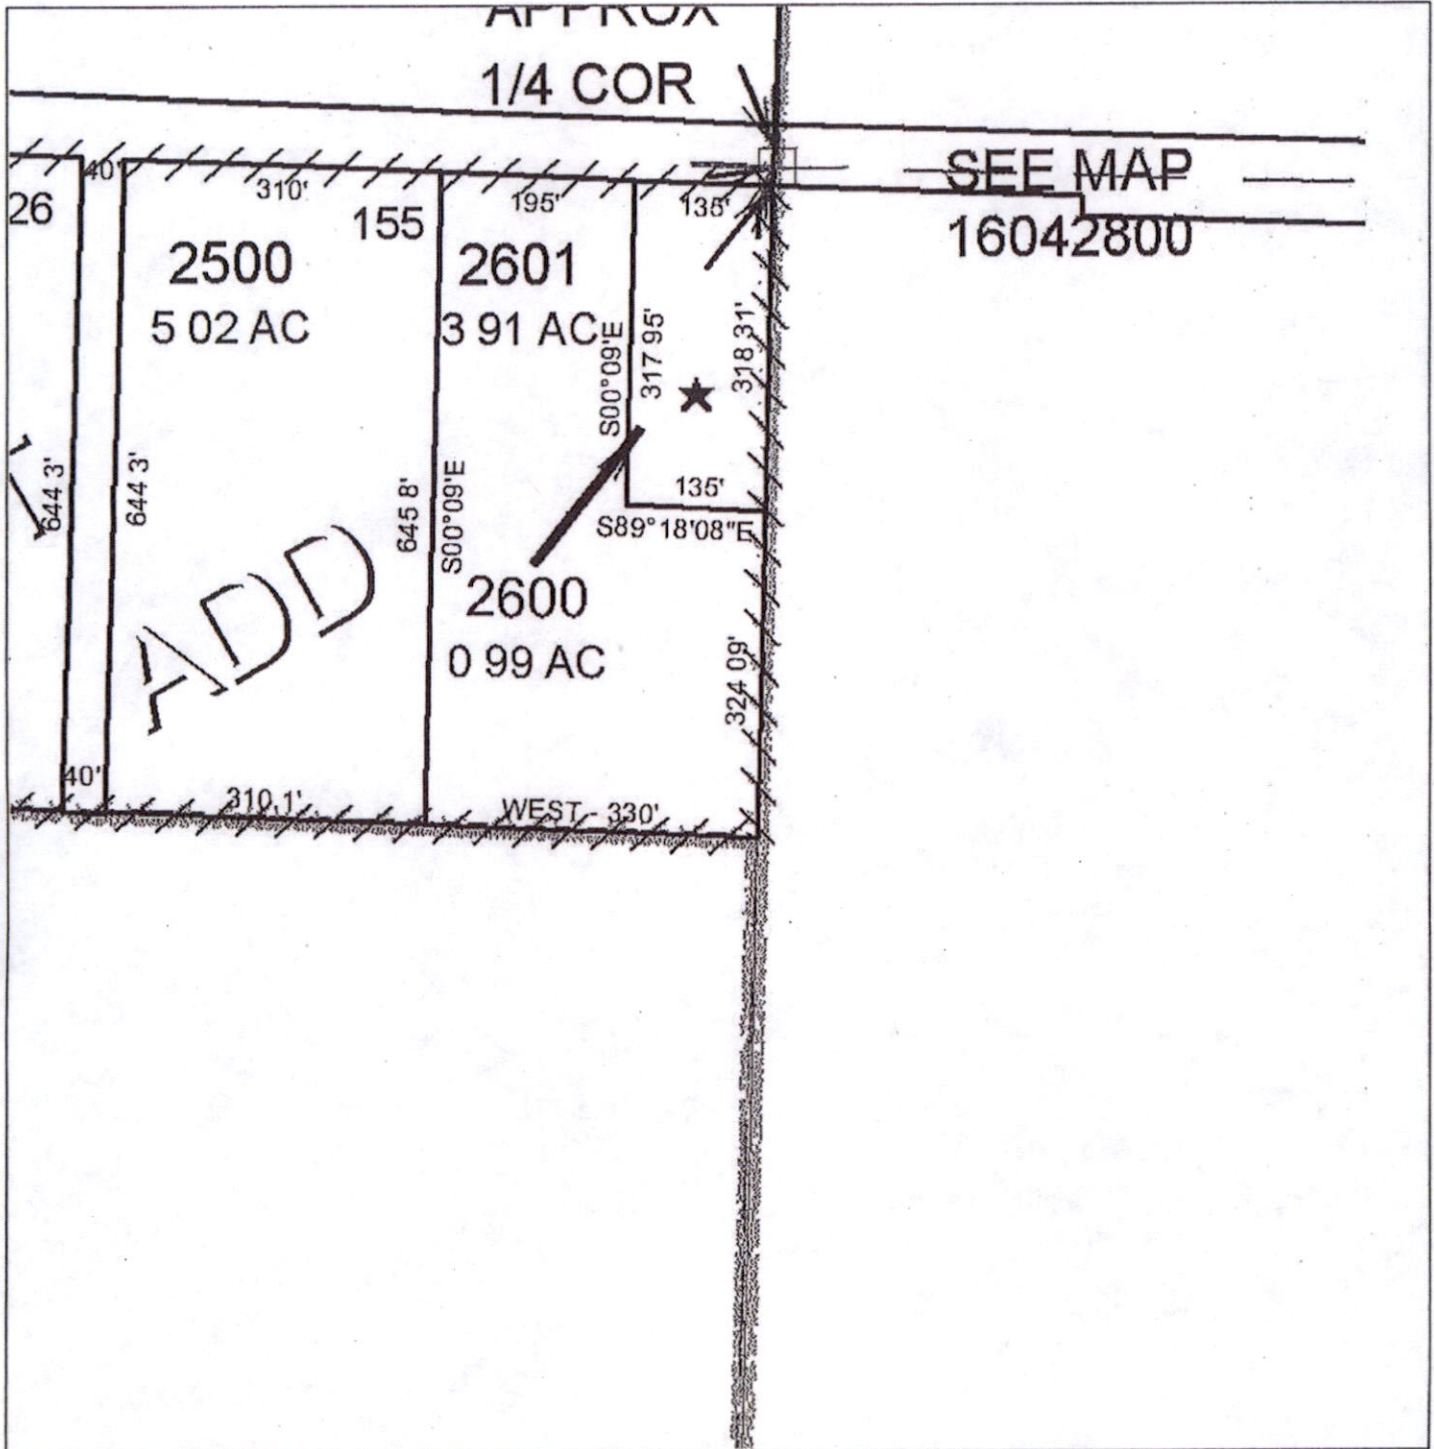 APPROX
1/4 COR
SEE MAP
16042800
40'
310'
195'
135'
26
155
2500
5 02 AC
2601
3 91 AC
S00°09'E
317 95'
318 31'
644 3'
644 3'
645 8'
S00°09'E
135'
S89°18'08"E
ADD
2600
0 99 AC
324 09'
40'
310.1'
WEST - 330'